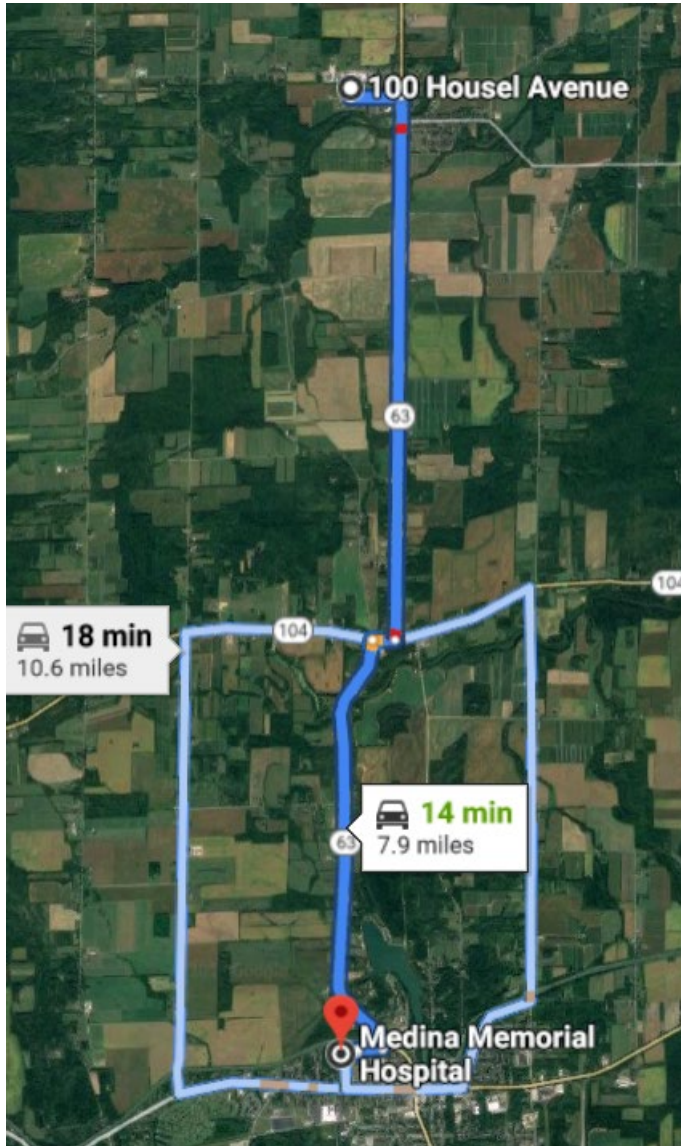 100 Housel Avenue
63
104
104
18 min
10.6 miles
14 min
7.9 miles
63
Medina Memorial
Hospital